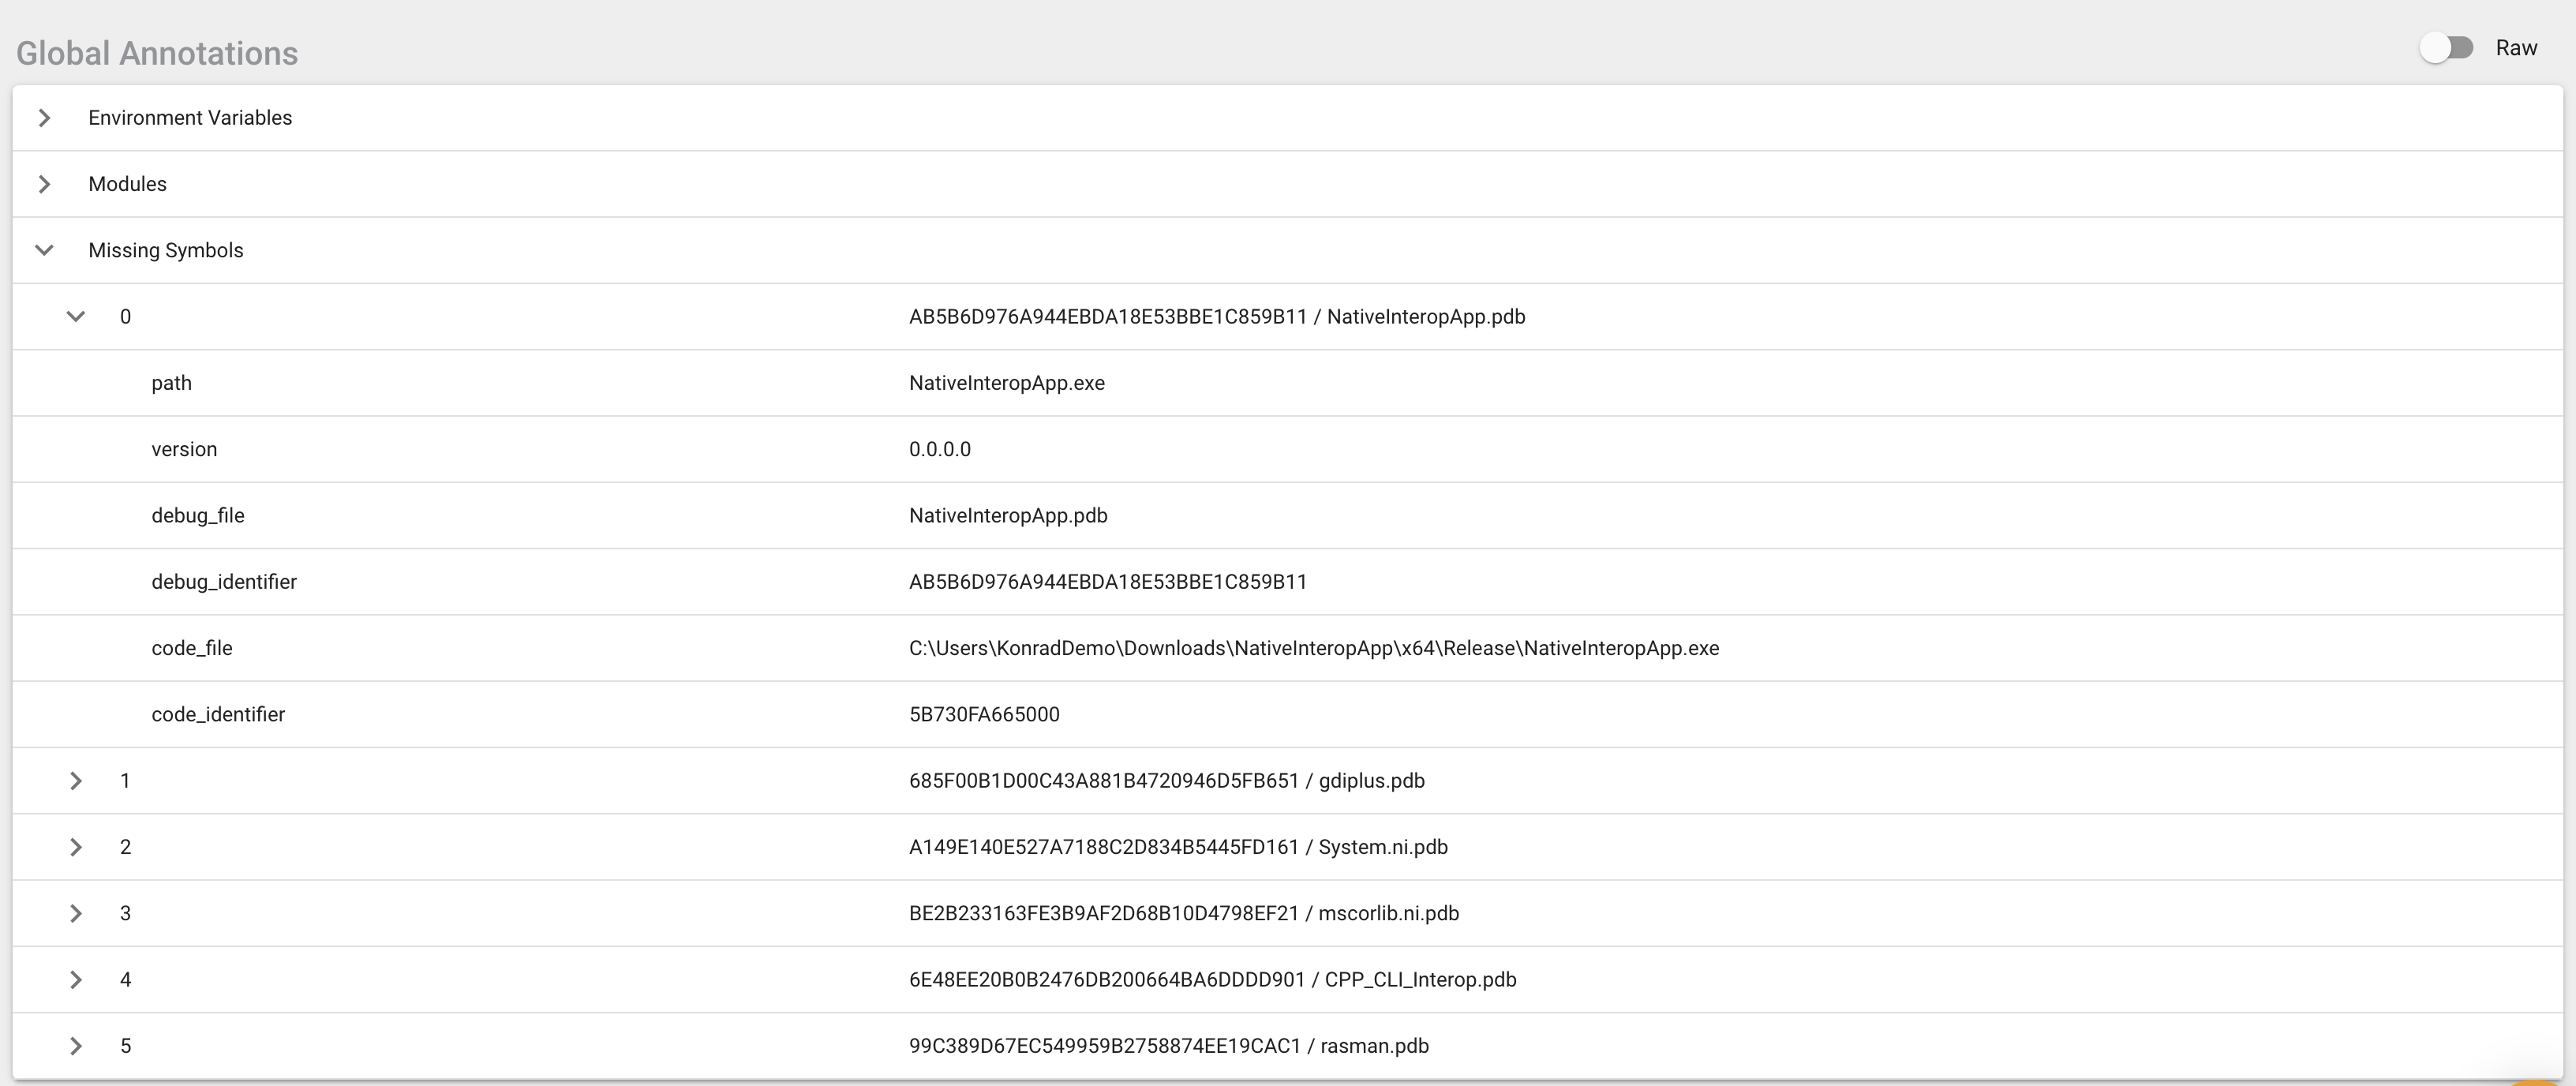 Global Annotations
Raw
Environment Variables
Modules
Missing Symbols
0 AB5B6D976A944EBDA18E53BBE1C859B11 / NativeInteropApp.pdb
path NativeInteropApp.exe
version 0.0.0.0
debug_file NativeInteropApp.pdb
debug_identifier AB5B6D976A944EBDA18E53BBE1C859B11
code_file C:\Users\KonradDemo\Downloads\NativeInteropApp\x64\Release\NativeInteropApp.exe
code_identifier 5B730FA665000
1 685F00B1D00C43A881B4720946D5FB651 / gdiplus.pdb
2 A149E140E527A7188C2D834B5445FD161 / System.ni.pdb
3 BE2B233163FE3B9AF2D68B10D4798EF21 / mscorlib.ni.pdb
4 6E48EE20B0B2476DB200664BA6DDDD901 / CPP_CLI_Interop.pdb
5 99C389D67EC549959B2758874EE19CAC1 / rasman.pdb